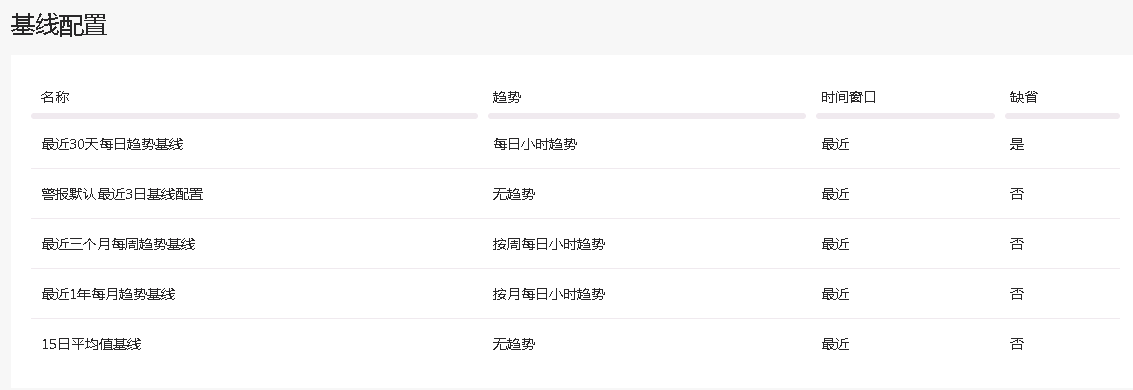 基线配置
名称 趋势 时间窗口 缺省
最近30天每日趋势基线 每日小时趋势 最近 是
警报默认最近3日基线配置 无趋势 最近 否
最近三个月每周趋势基线 按周每日小时趋势 最近 否
最近1年每月趋势基线 按月每日小时趋势 最近 否
15日平均值基线 无趋势 最近 否